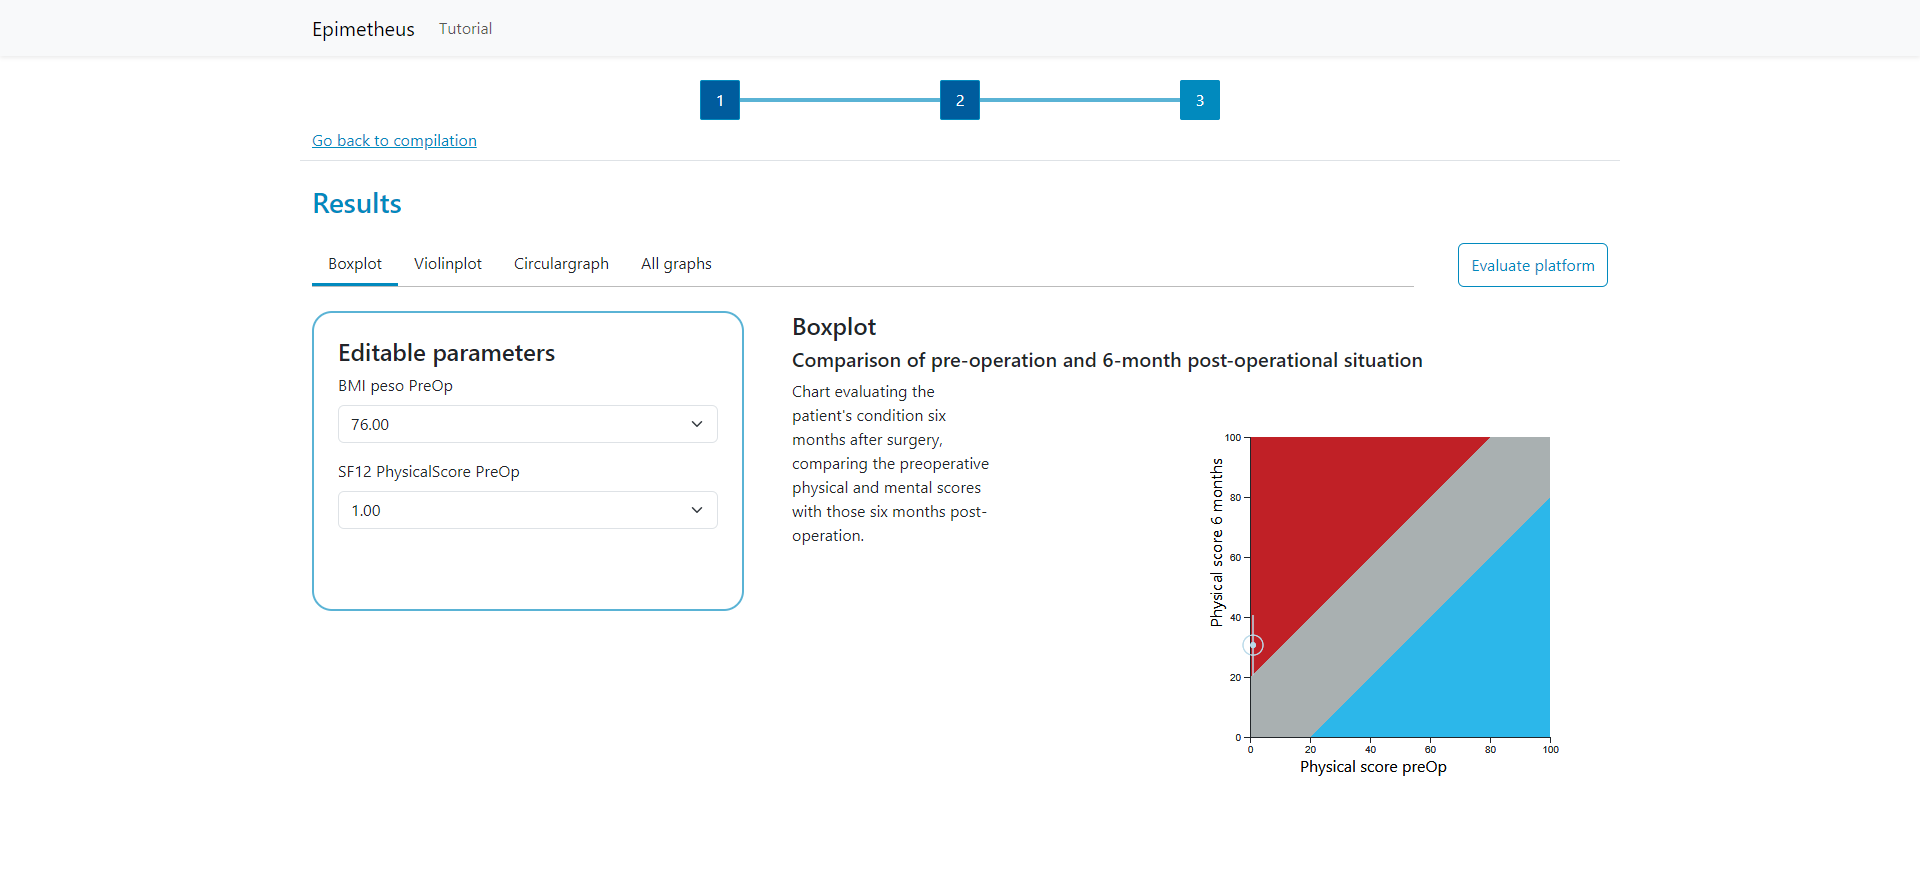 Epimetheus Tutorial
1 2 3
Go back to compilation
Results
Boxplot Violinplot Circulargraph All graphs
Evaluate platform
Editable parameters
BMI peso PreOp
76.00
SF12 PhysicalScore PreOp
1.00
Boxplot
Comparison of pre-operation and 6-month post-operational situation
Chart evaluating the
patient's condition six
months after surgery,
comparing the preoperative
physical and mental scores
with those six months post-
operation.
Physical score 6 months
100
80
60
40
20
0
0 20 40 60 80 100
Physical score preOp